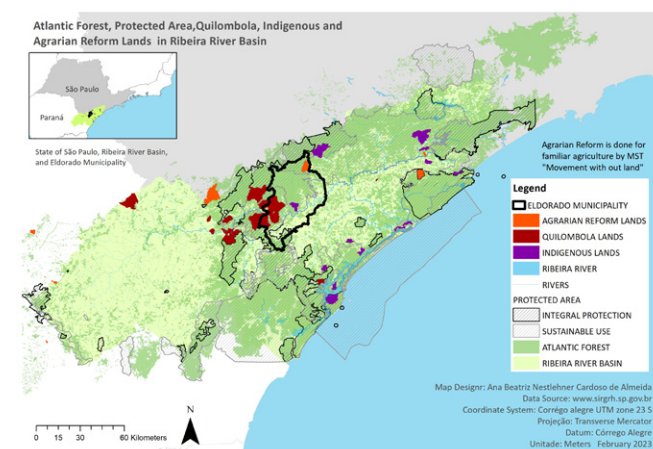 Atlantic Forest, Protected Area,Quilombola, Indigenous and
Agrarian Reform Lands in Ribeira River Basin
São Paulo
Paraná
State of São Paulo, Ribeira River Basin,
and Eldorado Municipality
Agrarian Reform is done for
familiar agriculture by MST
"Movement with out land"
Legend
ELDORADO MUNICIPALITY
AGRARIAN REFORM LANDS
QUILOMBOLA LANDS
INDIGENOUS LANDS
RIBEIRA RIVER
RIVERS
PROTECTED AREA
INTEGRAL PROTECTION
SUSTAINABLE USE
ATLANTIC FOREST
RIBEIRA RIVER BASIN
Map Designr: Ana Beatriz Nestlehner Cardoso de Almeida
Data Source: www.sirgrh.sp.gov.br
Coordinate System: Corrégo alegre UTM zone 23 S
Projeção: Transverse Mercator
Datum: Córrego Alegre
Unitade: Meters February 2023
N
0 15 30 60 Kilometers